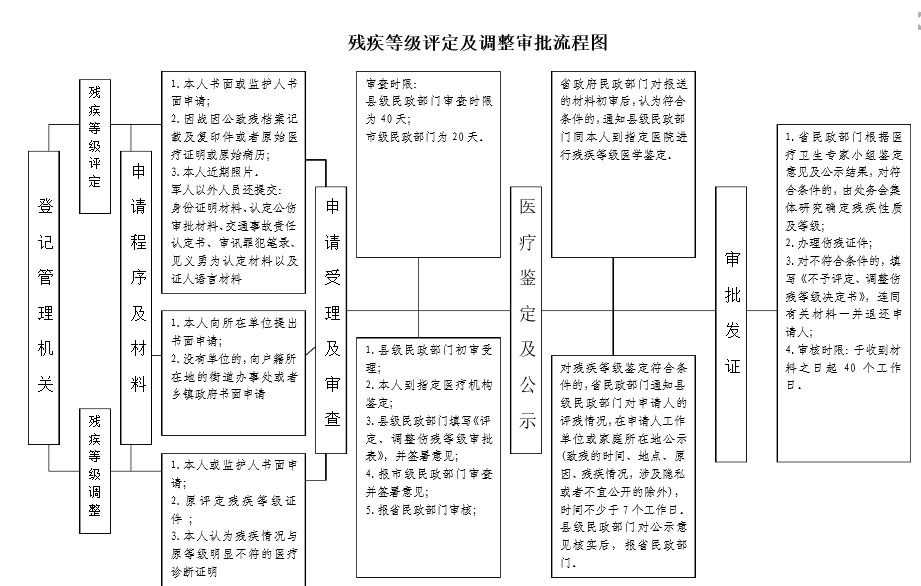 残疾等级评定及调整审批流程图
登记管理机关
残疾等级评定
残疾等级调整
申请程序及材料
1. 本人书面或监护人书
面申请;
2. 因战因公致残档案记
载及复印件或者原始医
疗证明或原始病历;
3. 本人近期照片.
军人以外人员还提交:
身份证明材料、认定公伤
审批材料、交通事故责任
认定书、审讯罪犯笔录、
见义勇为认定材料以及
证人语言材料
1. 本人向所在单位提出
书面申请;
2. 没有单位的, 向户籍所
在地的街道办事处或者
乡镇政府书面申请
1. 本人或监护人书面申
请;
2. 原评定残疾等级证
件 ;
3. 本人认为残疾情况与
原等级明显不符的医疗
诊断证明
申请受理及审查
审查时限:
县级民政部门审查时限
为 40 天;
市级民政部门为 20 天.
1. 县级民政部门初审受
理;
2. 本人到指定医疗机构
鉴定;
3. 县级民政部门填写《评
定、调整伤残等级审批
表》, 并签署意见;
4. 报市级民政部门审查
并签署意见;
5. 报省民政部门审核;
医疗鉴定及公示
省政府民政部门对报送
的材料初审后, 认为符合
条件的, 通知县级民政部
门同本人到指定医院进
行残疾等级医学鉴定.
对残疾等级鉴定符合条
件的, 省民政部门通知县
级民政部门对申请人的
评残情况, 在申请人工作
单位或家庭所在地公示
(致残的时间、地点、原
因、残疾情况, 涉及隐私
或者不宜公开的除外),
时间不少于 7 个工作日.
县级民政部门对公示意
见核实后, 报省民政部
门.
审批发证
1. 省民政部门根据医
疗卫生专家小组鉴定
意见及公示结果, 对符
合条件的, 由处务会集
体研究确定残疾性质
及等级;
2. 办理伤残证件;
3. 对不符合条件的, 填
写《不予评定、调整伤
残等级决定书》, 连同
有关材料一并退还申
请人;
4. 审核时限: 于收到材
料之日起 40 个工作
日.